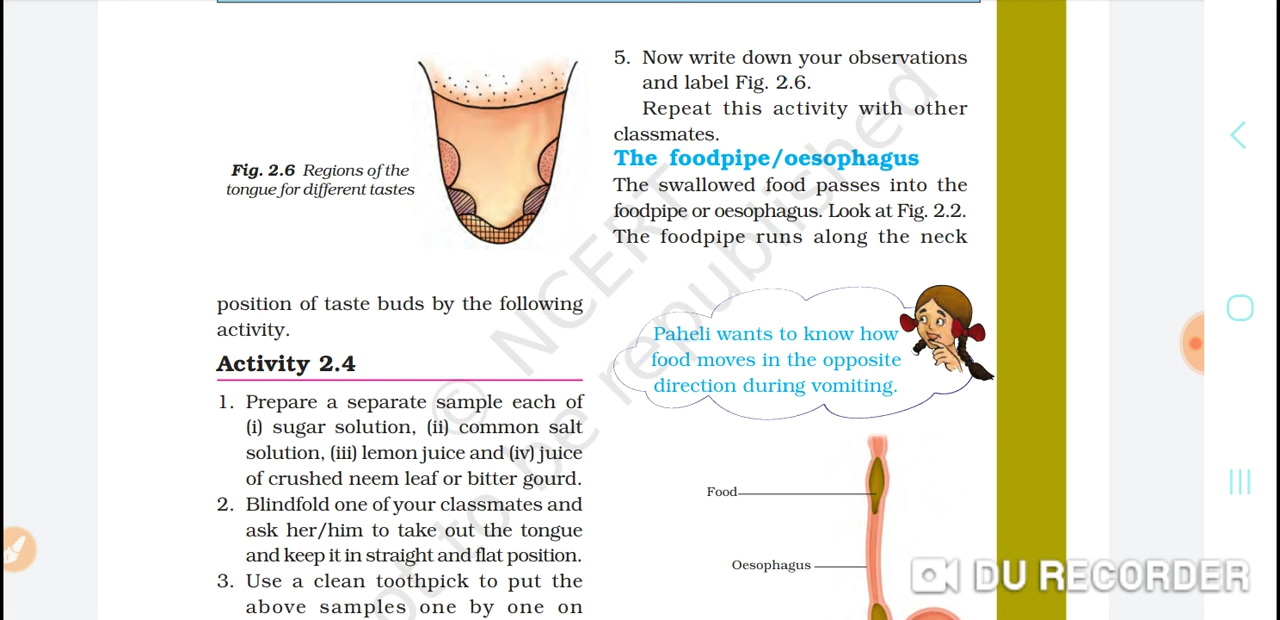 Fig. 2.6 Regions of the
tongue for different tastes
position of taste buds by the following
activity.
Activity 2.4
1. Prepare a separate sample each of
(i) sugar solution, (ii) common salt
solution, (iii) lemon juice and (iv) juice
of crushed neem leaf or bitter gourd.
2. Blindfold one of your classmates and
ask her/him to take out the tongue
and keep it in straight and flat position.
3. Use a clean toothpick to put the
above samples one by one on
5. Now write down your observations
and label Fig. 2.6.
Repeat this activity with other
classmates.
The foodpipe/oesophagus
The swallowed food passes into the
foodpipe or oesophagus. Look at Fig. 2.2.
The foodpipe runs along the neck
Paheli wants to know how
food moves in the opposite
direction during vomiting.
Food
Oesophagus
© NCERT
not to be republished
DU RECORDER